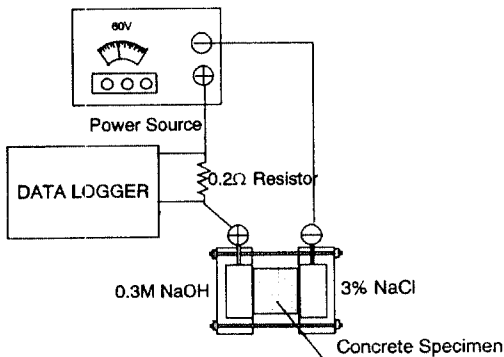 60V
Power Source
DATA LOGGER
0.2Ω Resistor
0.3M NaOH
3% NaCl
Concrete Specimen